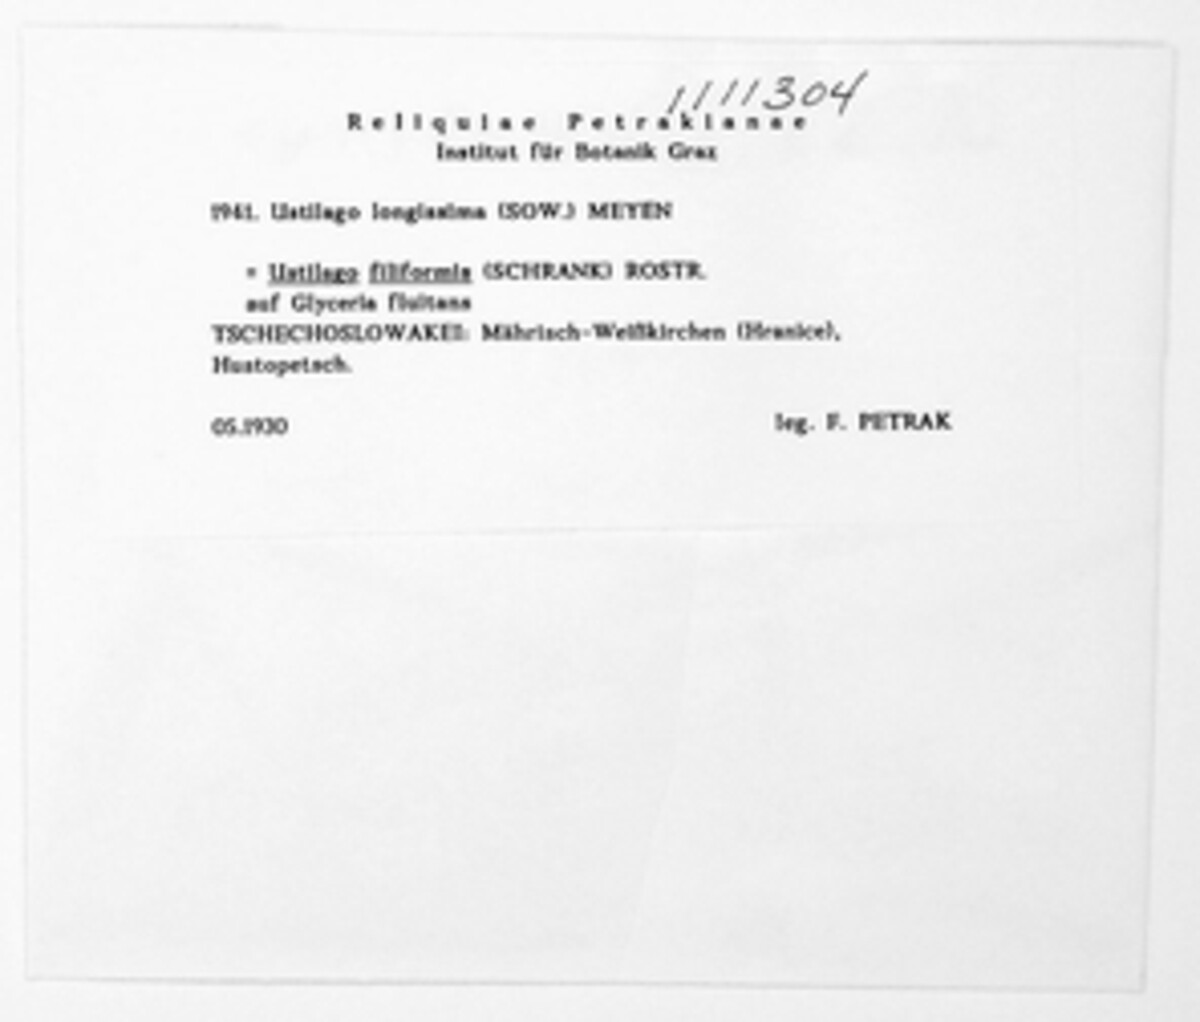 1111304
Reliquiae Petrakianae
Institut für Botanik Graz
1941. Ustilago longissima (SOW.) MEYEN
= Ustilago filiformis (SCHRANK) ROSTR.
auf Glyceria fluitans
TSCHECHOSLOWAKEI: Mährisch-Weißkirchen (Hranice),
Hustopetsch.
05.1930 leg. F. PETRAK